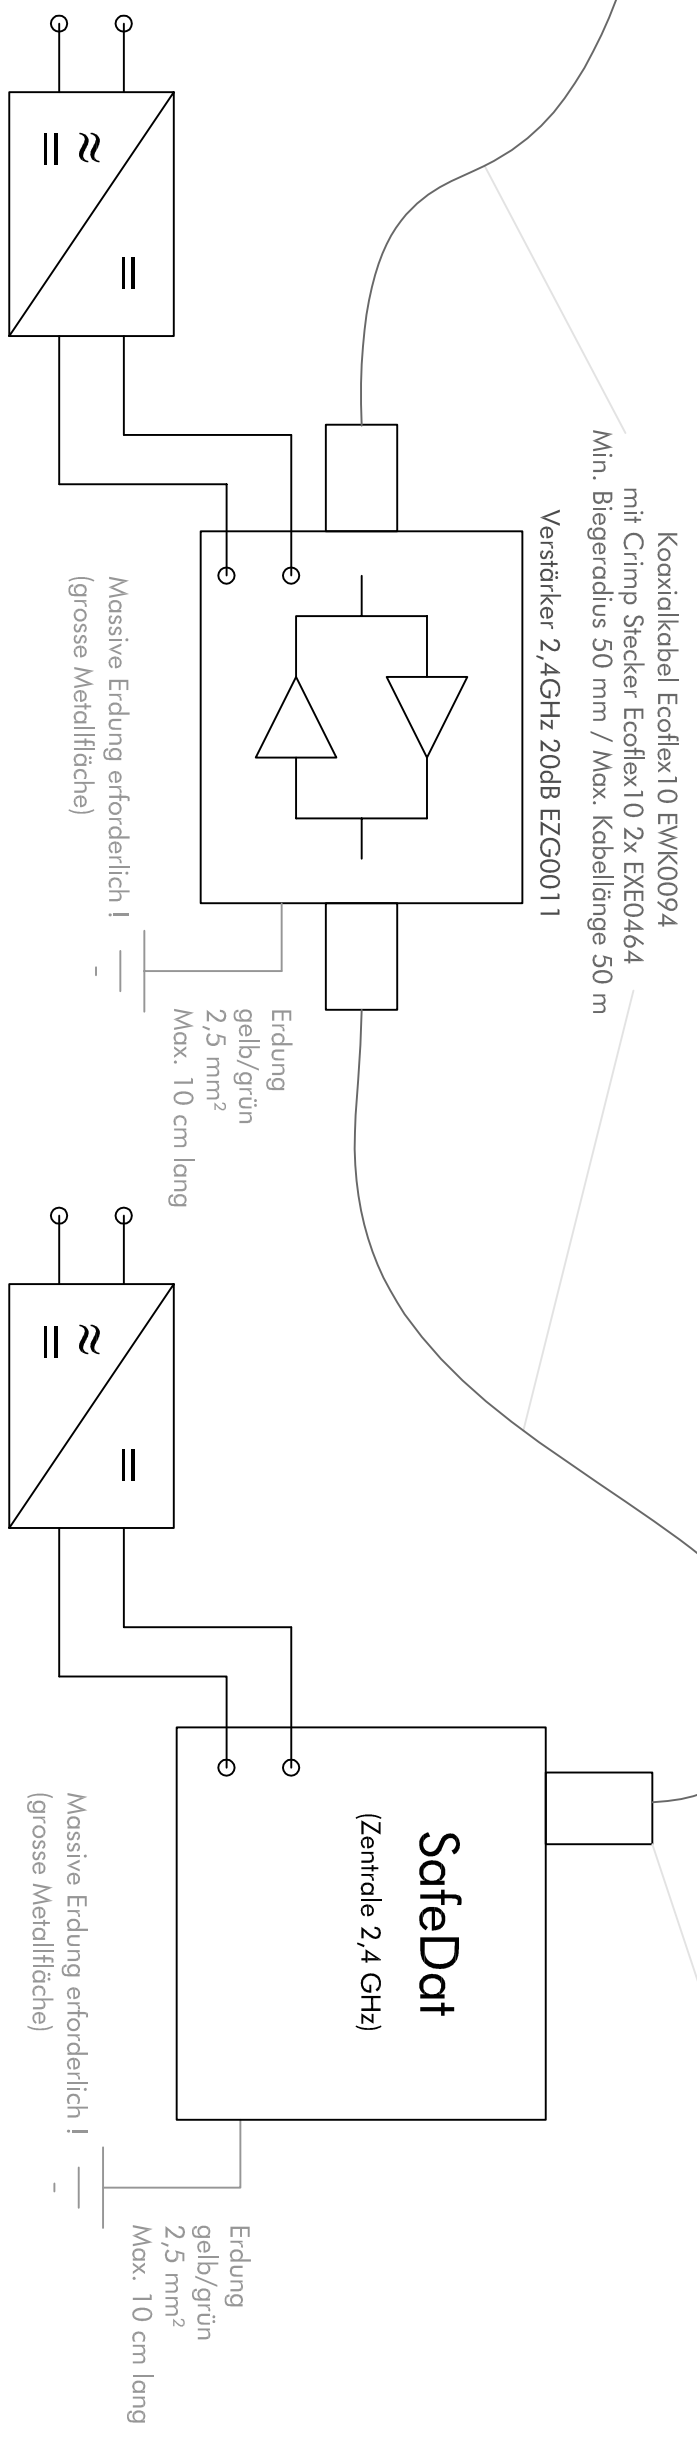 Koaxialkabel Ecoflex10 EWK0094
mit Crimp Stecker Ecoflex10 2x EXE0464
Min. Biegeradius 50 mm / Max. Kabellänge 50 m
Verstärker 2,4GHz 20dB EZG0011
Massive Erdung erforderlich !
(grosse Metallfläche)
Erdung
gelb/grün
2,5 mm²
Max. 10 cm lang
SafeDat
(Zentrale 2,4 GHz)
Massive Erdung erforderlich !
(grosse Metallfläche)
Erdung
gelb/grün
2,5 mm²
Max. 10 cm lang